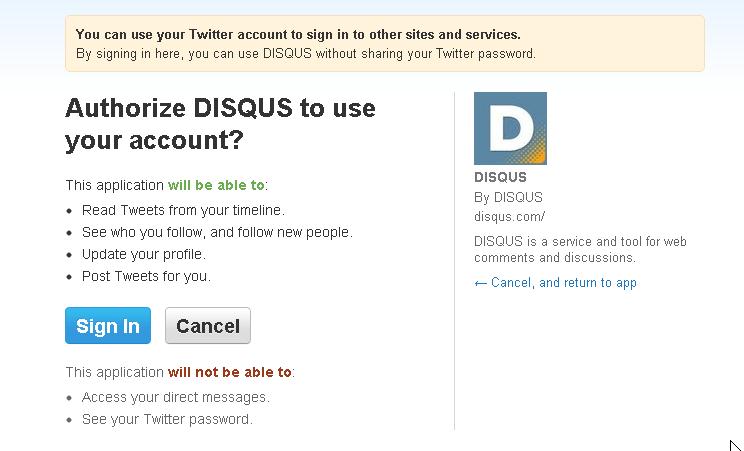 You can use your Twitter account to sign in to other sites and services.
By signing in here, you can use DISQUS without sharing your Twitter password.
Authorize DISQUS to use
your account?
This application will be able to:
• Read Tweets from your timeline.
• See who you follow, and follow new people.
• Update your profile.
• Post Tweets for you.
Sign In
Cancel
This application will not be able to:
• Access your direct messages.
• See your Twitter password.
D
DISQUS
By DISQUS
disqus.com/
DISQUS is a service and tool for web
comments and discussions.
← Cancel, and return to app